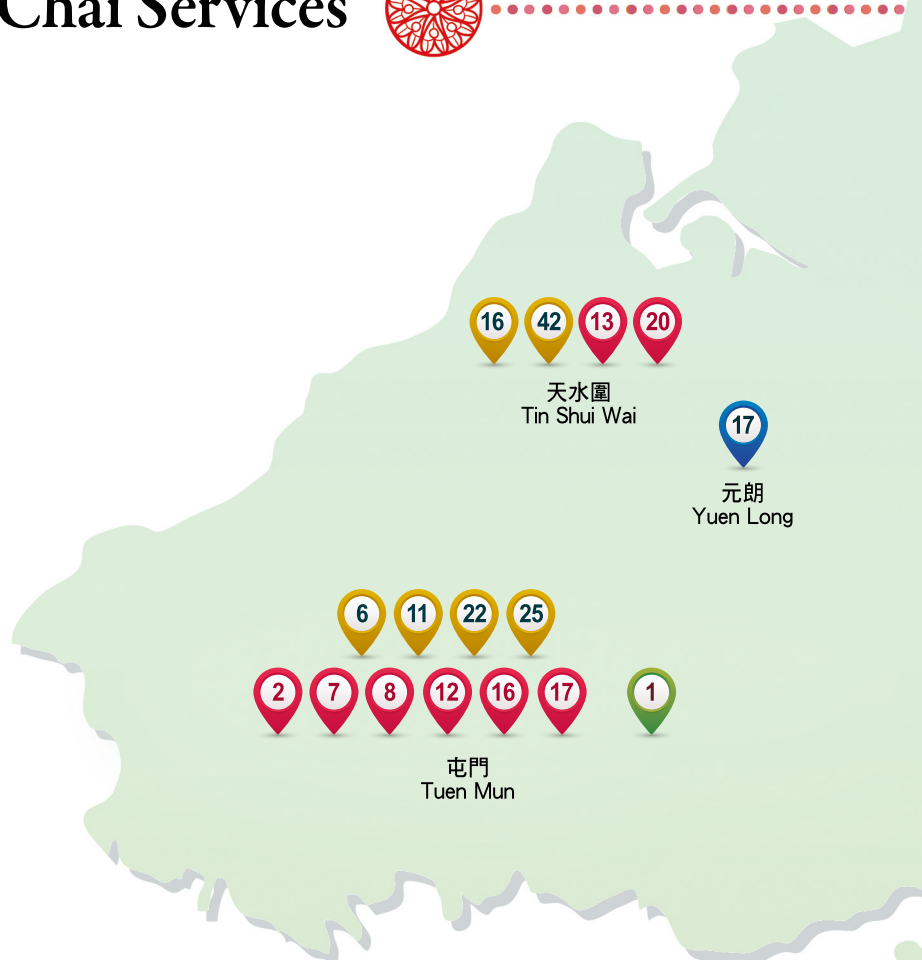 Chai Services
16 42 13 20
天水圍
Tin Shui Wai
17
元朗
Yuen Long
6 11 22 25
2 7 8 12 16 17 1
屯門
Tuen Mun